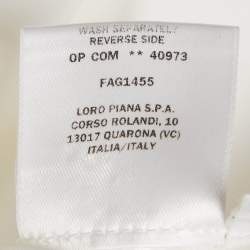 WASH SEPARATELY
REVERSE SIDE
OP COM ** 40973
FAG1455
LORO PIANA S.P.A.
CORSO ROLANDI, 10
13017 QUARONA (VC)
ITALIA/ITALY